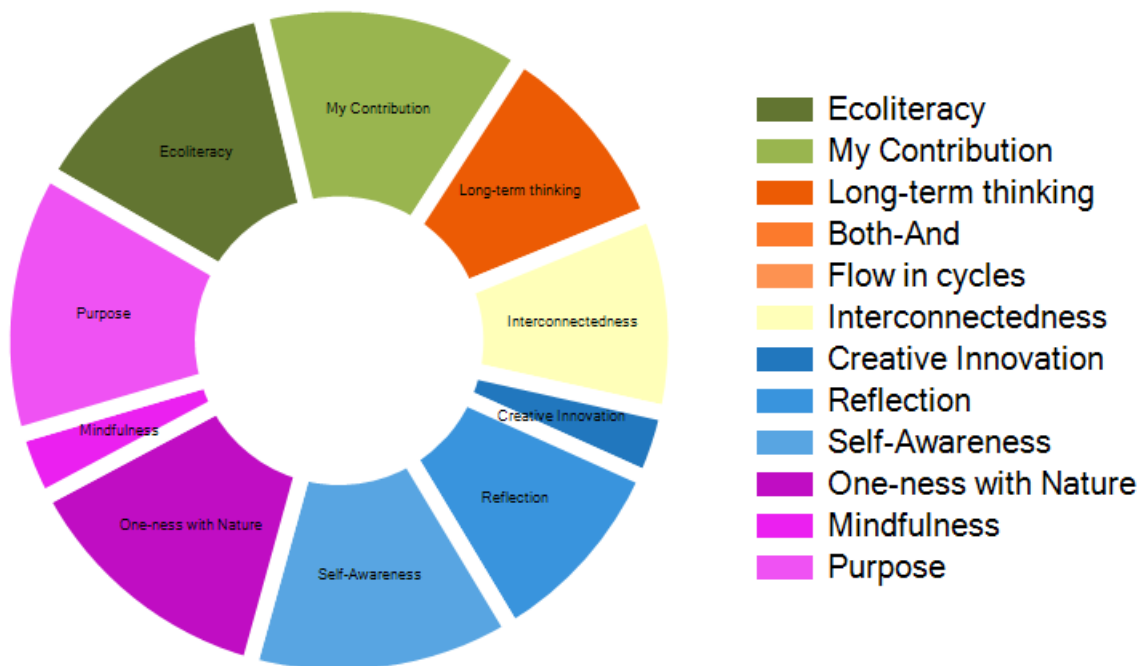 My Contribution
Ecoliteracy
Long-term thinking
Purpose
Interconnectedness
Creative Innovation
Mindfulness
Reflection
One-ness with Nature
Self-Awareness
Ecoliteracy
My Contribution
Long-term thinking
Both-And
Flow in cycles
Interconnectedness
Creative Innovation
Reflection
Self-Awareness
One-ness with Nature
Mindfulness
Purpose